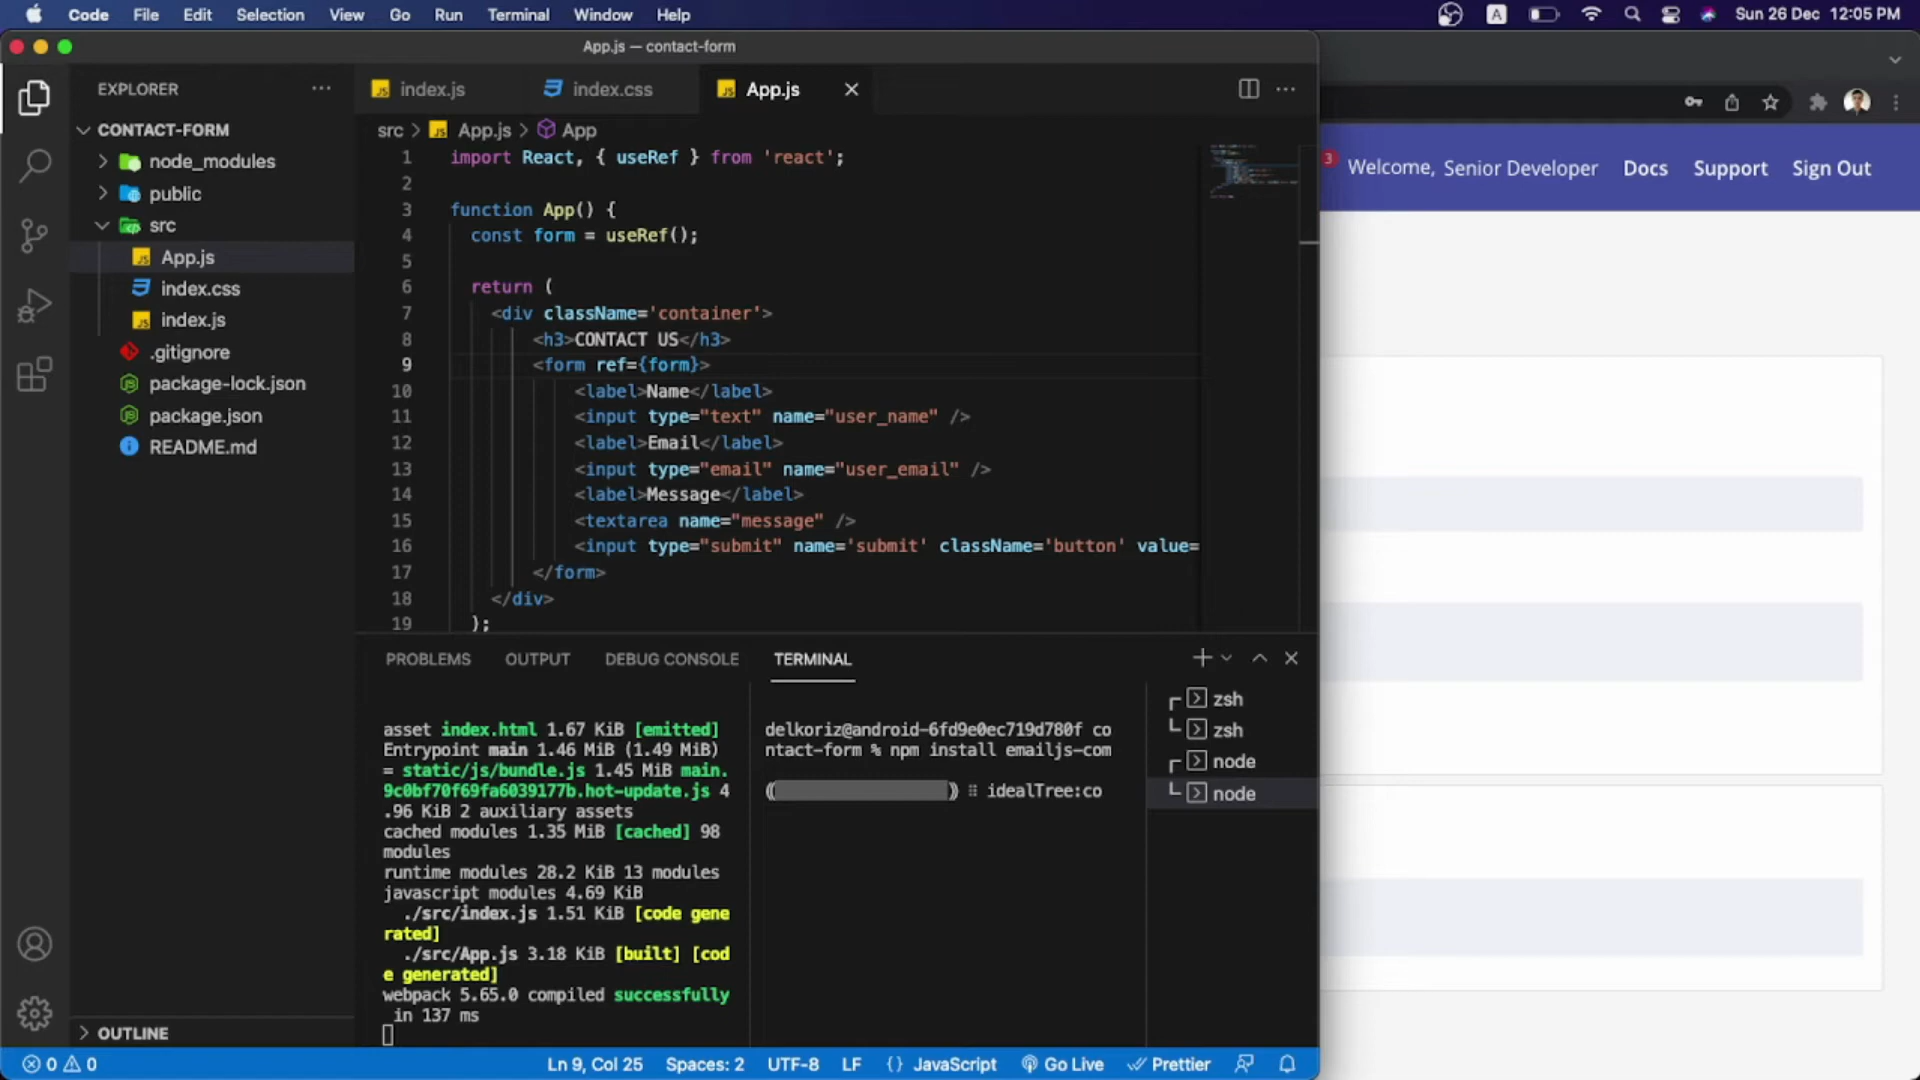 Code File Edit Selection View Go Run Terminal Window Help
A Sun 26 Dec 12:05 PM
App.js — contact-form
EXPLORER
CONTACT-FORM
node_modules
public
src
App.js
index.css
index.js
.gitignore
package-lock.json
package.json
README.md
OUTLINE
index.js index.css App.js
src > App.js > App
1 import React, { useRef } from 'react';
2
3 function App() {
4 const form = useRef();
5
6 return (
7 <div className='container'>
8 <h3>CONTACT US</h3>
9 <form ref={form}>
10 <label>Name</label>
11 <input type="text" name="user_name" />
12 <label>Email</label>
13 <input type="email" name="user_email" />
14 <label>Message</label>
15 <textarea name="message" />
16 <input type="submit" name='submit' className='button' value=
17 </form>
18 </div>
19 );
PROBLEMS OUTPUT DEBUG CONSOLE TERMINAL
asset index.html 1.67 KiB [emitted]
Entrypoint main 1.46 MiB (1.49 MiB)
= static/js/bundle.js 1.45 MiB main.
9c0bf70f69fa6039177b.hot-update.js 4
.96 KiB 2 auxiliary assets
cached modules 1.35 MiB [cached] 98
modules
runtime modules 28.2 KiB 13 modules
javascript modules 4.69 KiB
./src/index.js 1.51 KiB [code gene
rated]
./src/App.js 3.18 KiB [built] [cod
e generated]
webpack 5.65.0 compiled successfully
in 137 ms
delkoriz@android-6fd9e0ec719d780f co
ntact-form % npm install emailjs-com
() ⠿ idealTree:co
zsh
zsh
node
node
0 0 Ln 9, Col 25 Spaces: 2 UTF-8 LF {} JavaScript Go Live Prettier
3 Welcome, Senior Developer Docs Support Sign Out